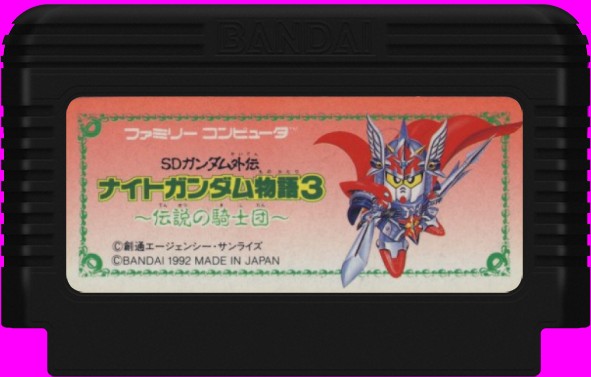 BANDAI
ファミリー コンピュータ™
SDガンダム外伝
ナイトガンダム物語3
～伝説の騎士団～
©創通エージェンシー・サンライズ
©BANDAI 1992 MADE IN JAPAN